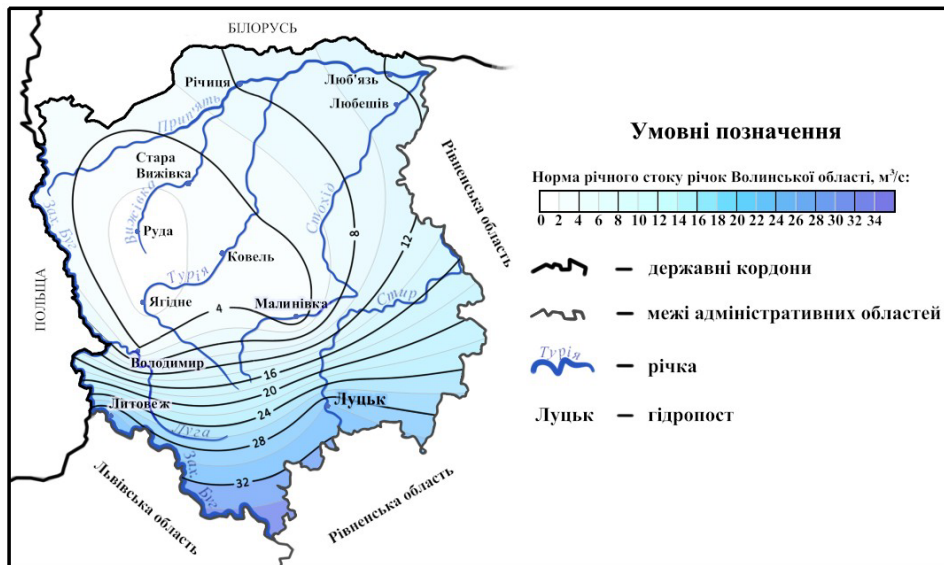 БІЛОРУСЬ
Річиця
Люб'язь
Любешів
Прип'ять
Стара
Вижівка
Стохід
Рівненська область
Зах. Буг
Вижівка
Руда
8
12
Ковель
Турія
ПОЛЬЩА
Ягідне
4
Малинівка
Стир
Володимир
16
20
Литовеж
24
Луцьк
Луга
28
Зах. Буг
32
Львівська область
Рівненська область
Умовні позначення
Норма річного стоку річок Волинської області, м³/с:
0 2 4 6 8 10 12 14 16 18 20 22 24 26 28 30 32 34
– державні кордони
– межі адміністративних областей
Турія
– річка
Луцьк – гідропост